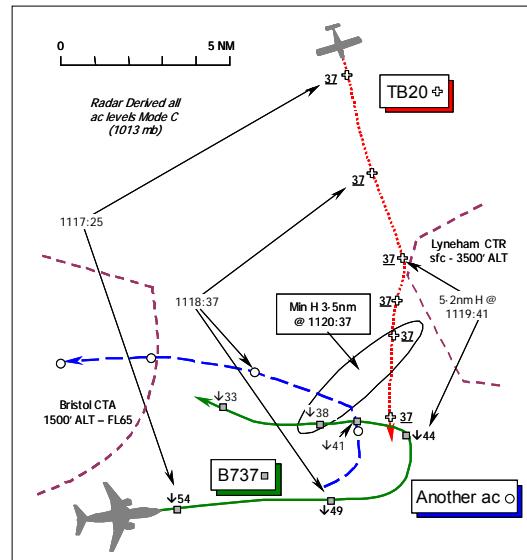 0
5 NM
37
TB20
Radar Derived all
ac levels Mode C
(1013 mb)
37
1117:25
Lyneham CTR
sfc - 3500' ALT
37
1118:37
37
5·2nm H @
1119:41
Min H 3·5nm
@ 1120:37
37
Bristol CTA
1500' ALT – FL65
↓33
↓38
37
↓41
↓44
B737
↓54
↓49
Another ac